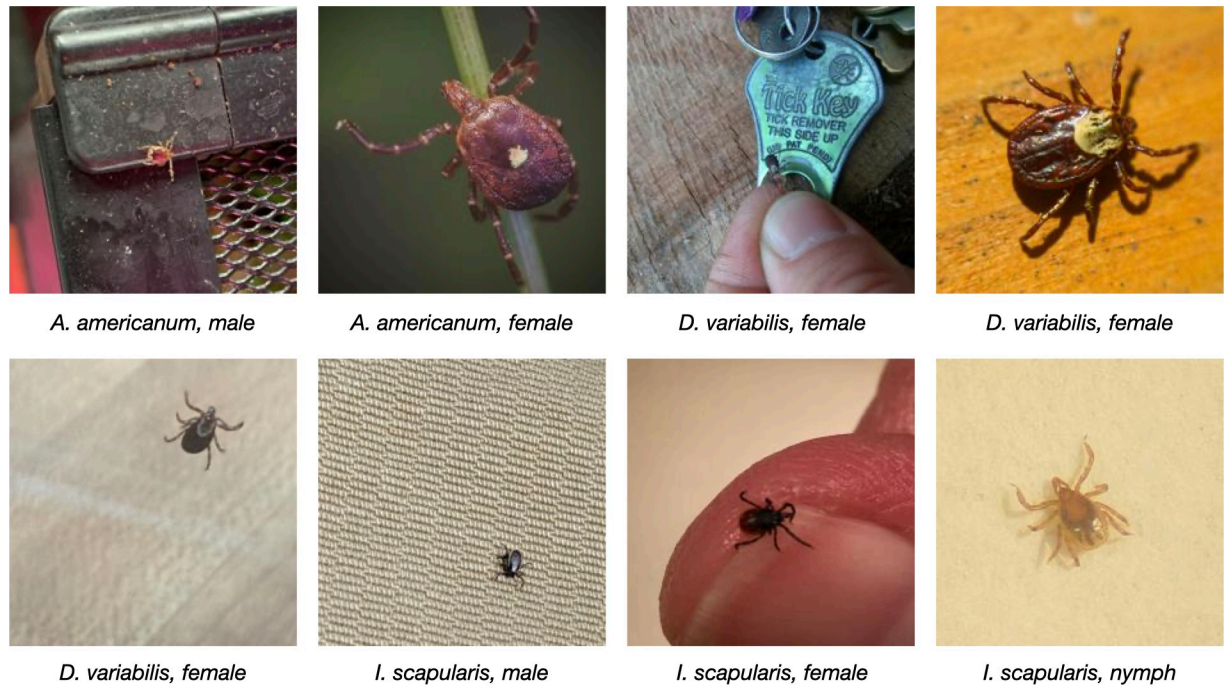 Tick Key
TICK REMOVER
THIS SIDE UP
A. americanum, male
A. americanum, female
D. variabilis, female
D. variabilis, female
D. variabilis, female
I. scapularis, male
I. scapularis, female
I. scapularis, nymph